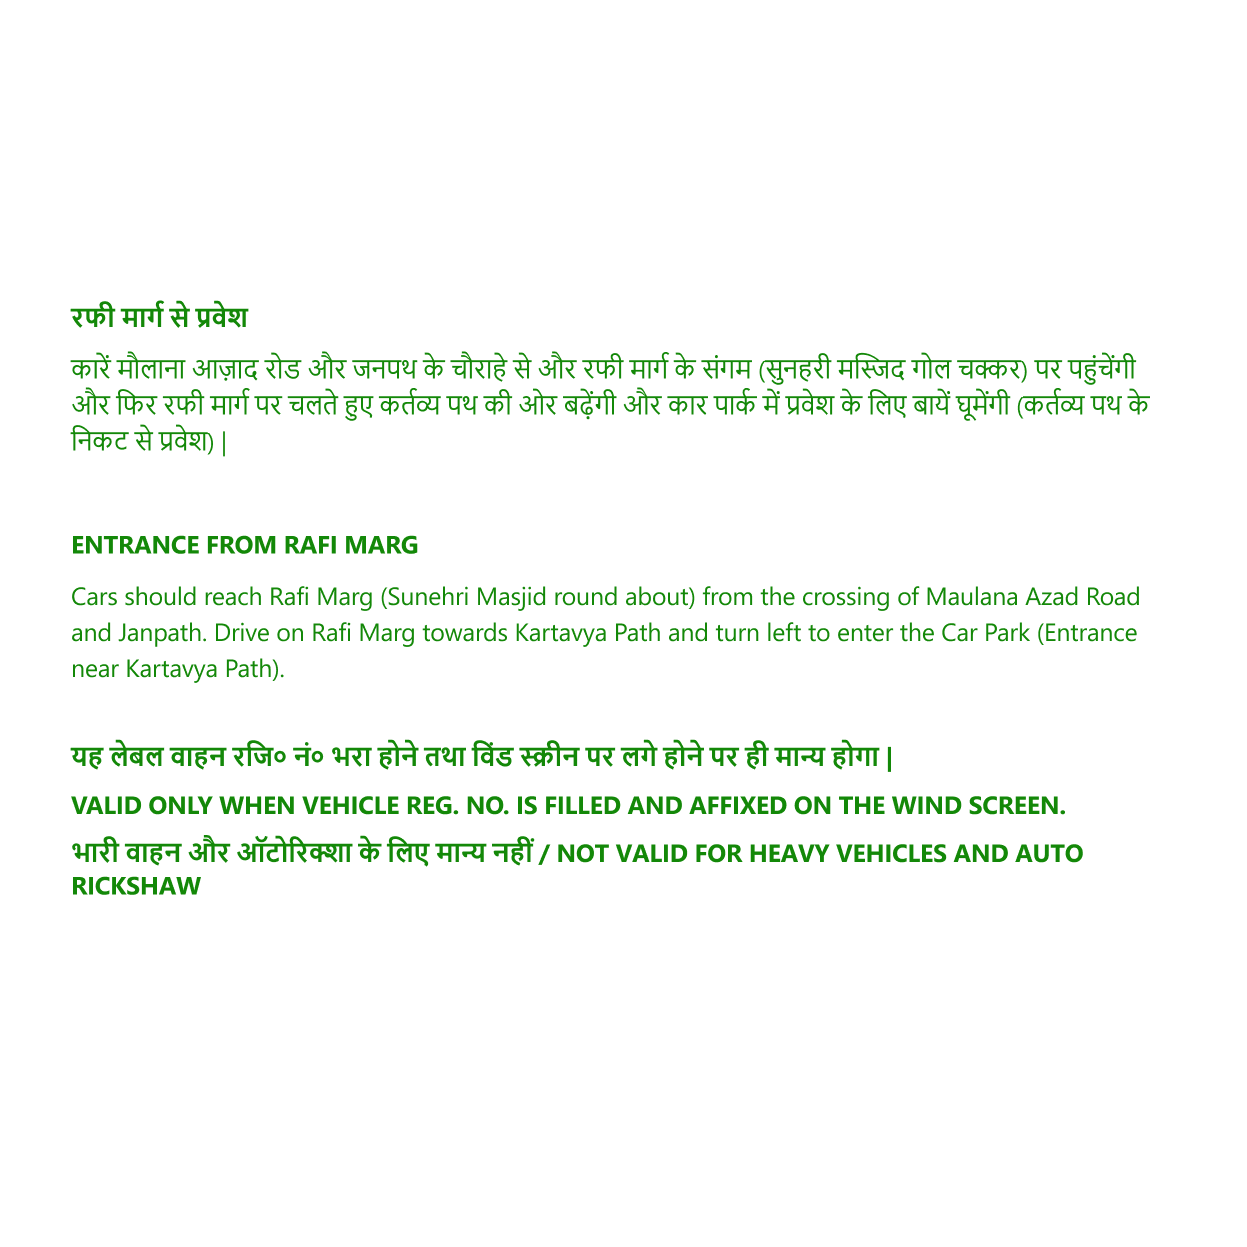 रफी मार्ग से प्रवेश
कारें मौलाना आज़ाद रोड और जनपथ के चौराहे से और रफी मार्ग के संगम (सुनहरी मस्जिद गोल चक्कर) पर पहुंचेंगी
और फिर रफी मार्ग पर चलते हुए कर्तव्य पथ की ओर बढ़ेंगी और कार पार्क में प्रवेश के लिए बायें घूमेंगी (कर्तव्य पथ के
निकट से प्रवेश) |
ENTRANCE FROM RAFI MARG
Cars should reach Rafi Marg (Sunehri Masjid round about) from the crossing of Maulana Azad Road
and Janpath. Drive on Rafi Marg towards Kartavya Path and turn left to enter the Car Park (Entrance
near Kartavya Path).
यह लेबल वाहन रजि० नं० भरा होने तथा विंड स्क्रीन पर लगे होने पर ही मान्य होगा |
VALID ONLY WHEN VEHICLE REG. NO. IS FILLED AND AFFIXED ON THE WIND SCREEN.
भारी वाहन और ऑटोरिक्शा के लिए मान्य नहीं / NOT VALID FOR HEAVY VEHICLES AND AUTO
RICKSHAW